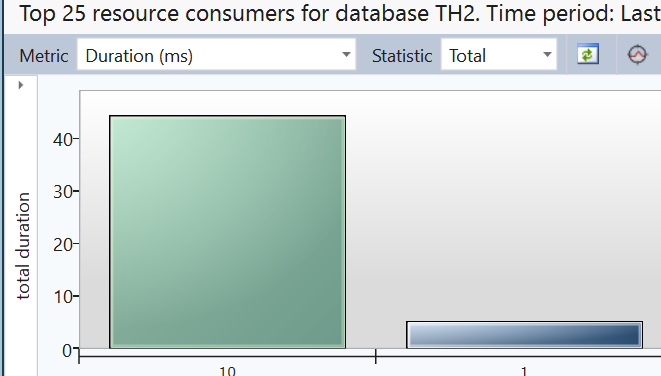 Top 25 resource consumers for database TH2. Time period: Last
Metric Duration (ms) Statistic Total
total duration
40
30
20
10
0
10 1